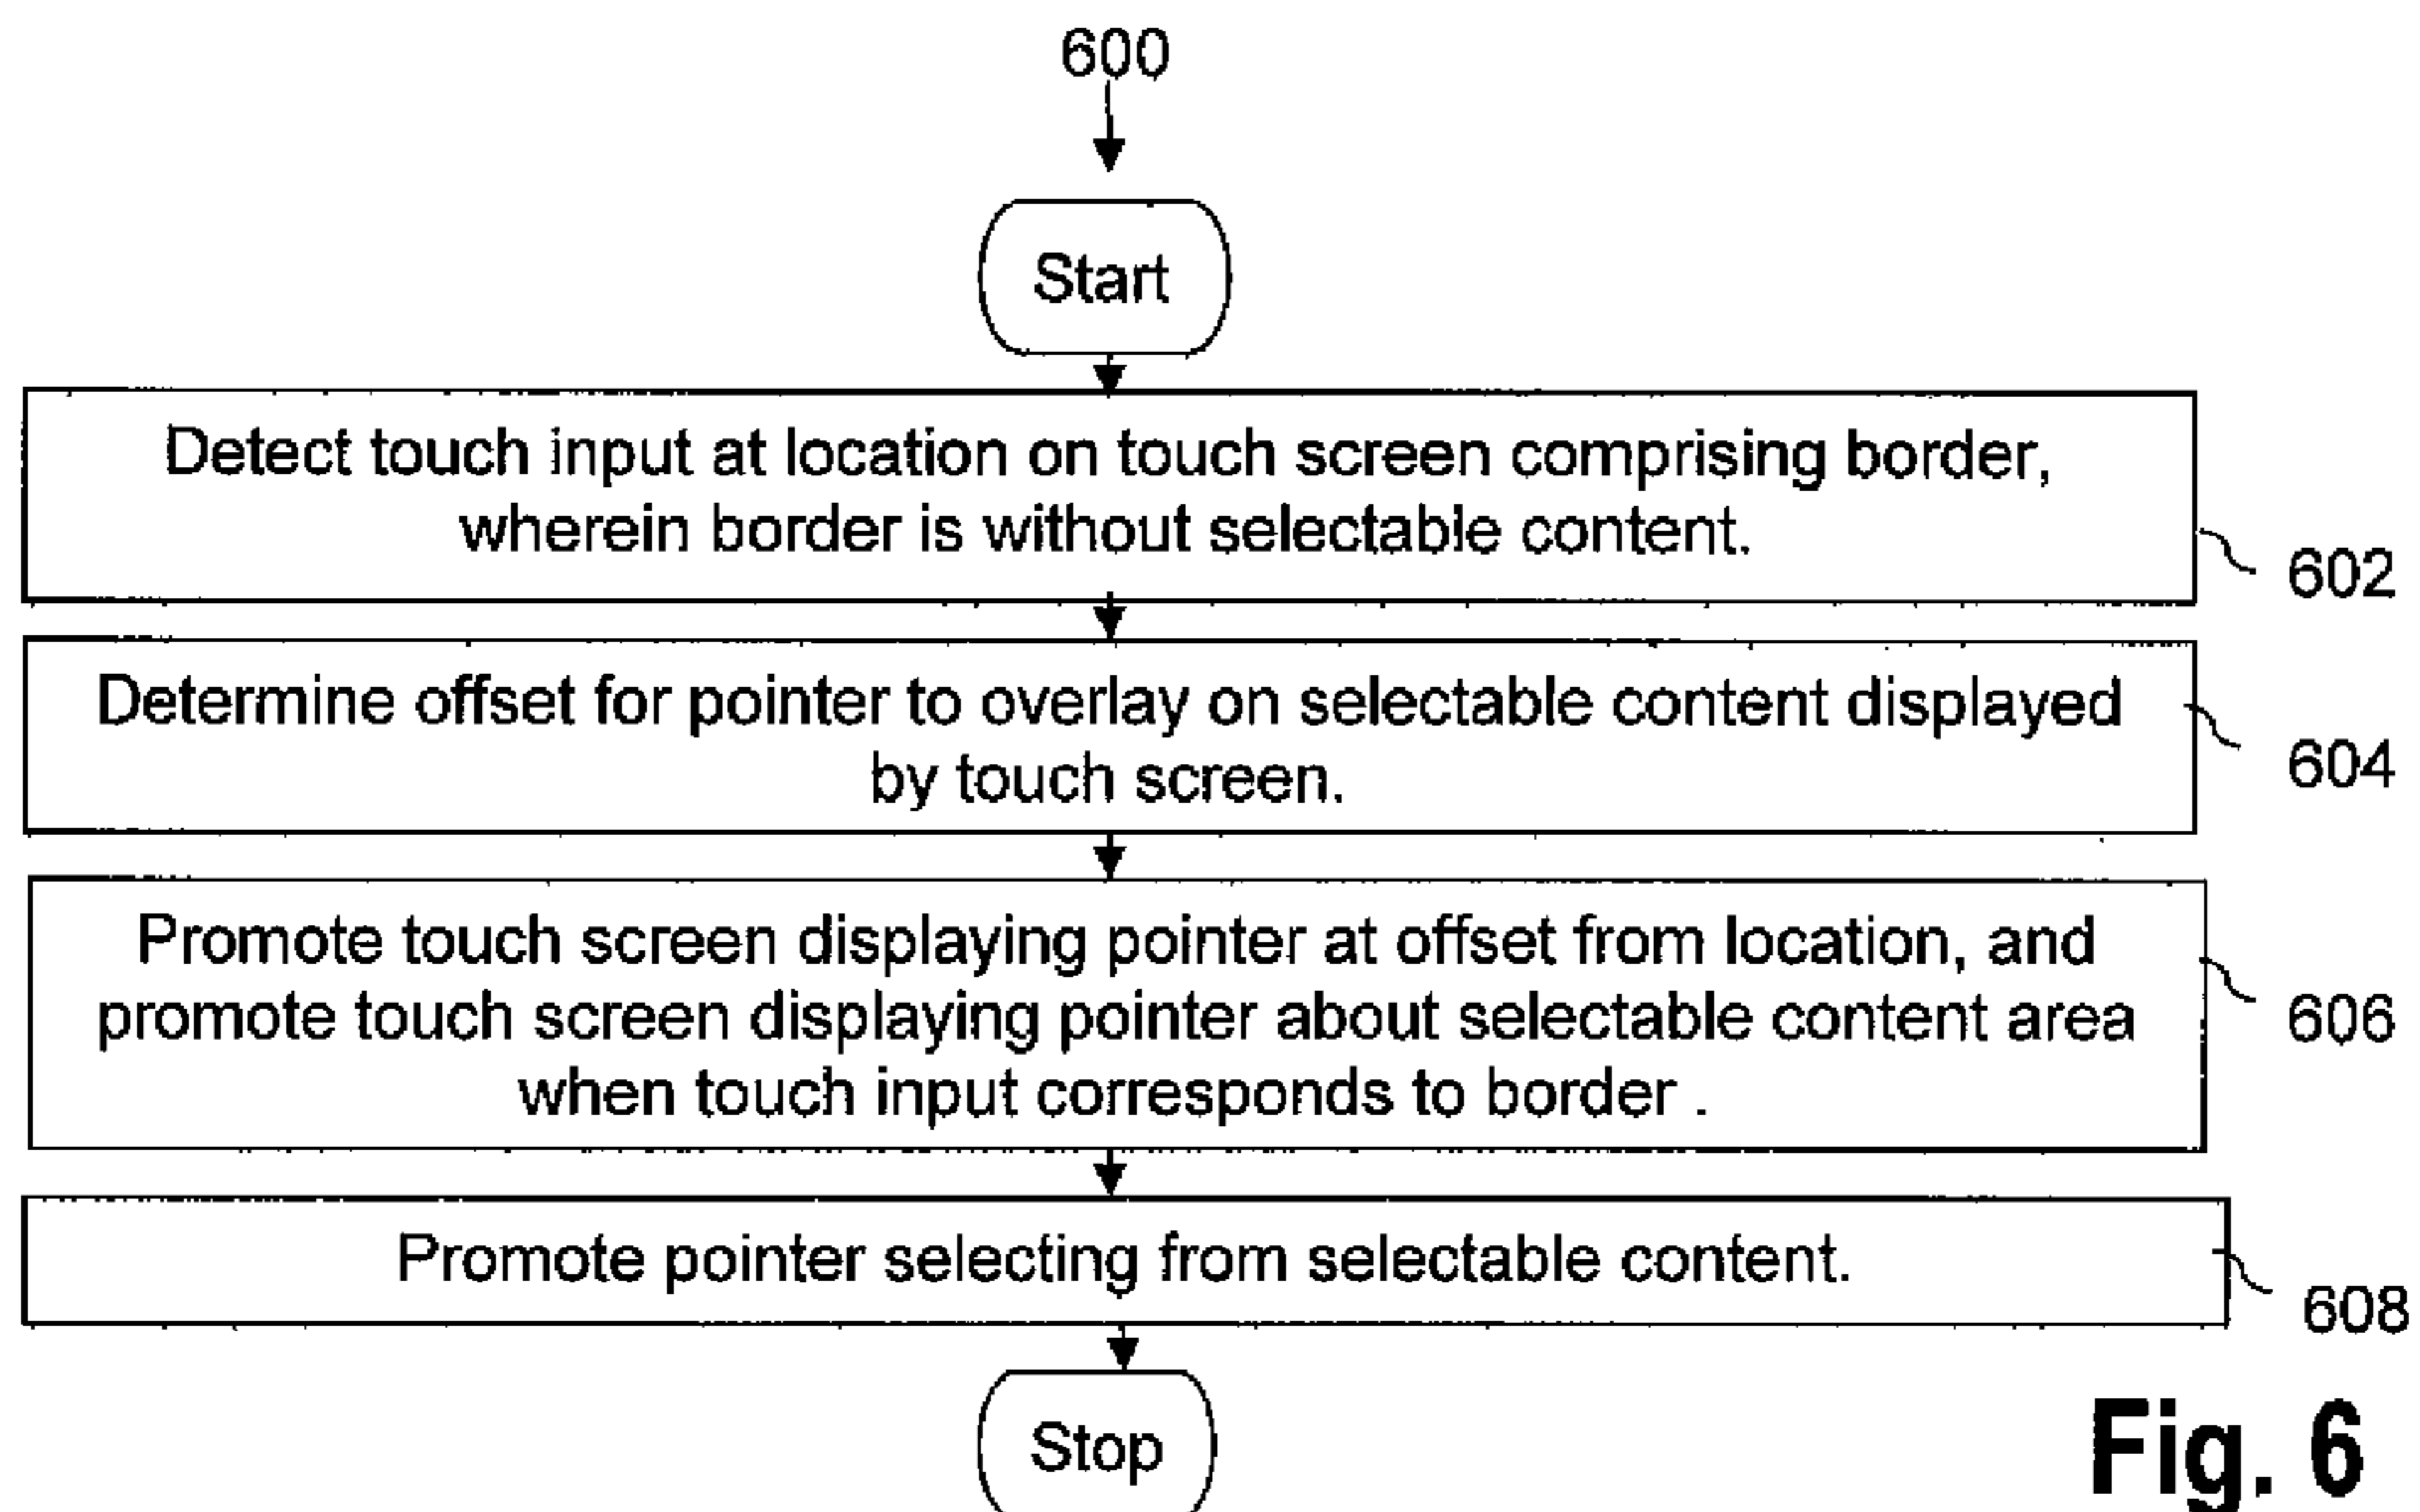 600
Start
Detect touch input at location on touch screen comprising border,
wherein border is without selectable content.
602
Determine offset for pointer to overlay on selectable content displayed
by touch screen.
604
Promote touch screen displaying pointer at offset from location, and
promote touch screen displaying pointer about selectable content area
when touch input corresponds to border .
606
Promote pointer selecting from selectable content.
608
Stop
Fig. 6